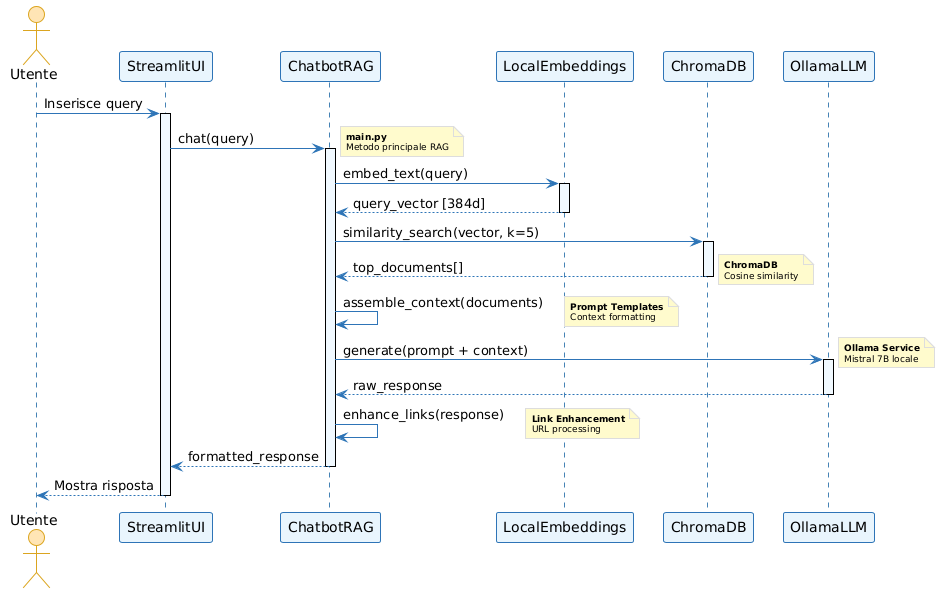 Utente
StreamlitUI
ChatbotRAG
LocalEmbeddings
ChromaDB
OllamaLLM
Inserisce query
chat(query)
main.py
Metodo principale RAG
embed_text(query)
query_vector [384d]
similarity_search(vector, k=5)
ChromaDB
Cosine similarity
top_documents[]
assemble_context(documents)
Prompt Templates
Context formatting
generate(prompt + context)
Ollama Service
Mistral 7B locale
raw_response
enhance_links(response)
Link Enhancement
URL processing
formatted_response
Mostra risposta
Utente
StreamlitUI
ChatbotRAG
LocalEmbeddings
ChromaDB
OllamaLLM